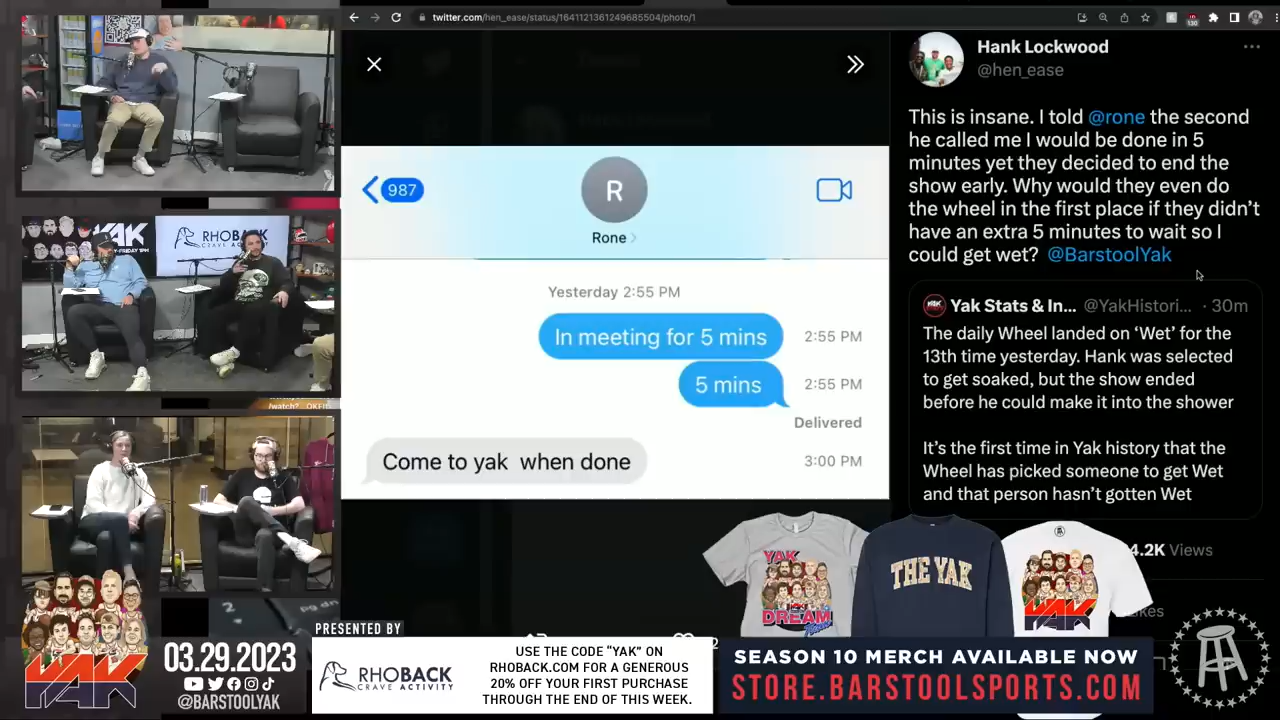 twitter.com/hen_ease/status/1641121361249685504/photo/1
Hank Lockwood
@hen_ease
This is insane. I told @rone the second
he called me I would be done in 5
minutes yet they decided to end the
show early. Why would they even do
the wheel in the first place if they didn't
have an extra 5 minutes to wait so I
could get wet? @BarstoolYak
Yak Stats & In... @YakHistori... · 30m
The daily Wheel landed on 'Wet' for the
13th time yesterday. Hank was selected
to get soaked, but the show ended
before he could make it into the shower
It's the first time in Yak history that the
Wheel has picked someone to get Wet
and that person hasn't gotten Wet
4.2K Views
987
R
Rone
Yesterday 2:55 PM
In meeting for 5 mins
2:55 PM
5 mins
2:55 PM
Delivered
Come to yak when done
3:00 PM
YAK
RHOBACK
CRAVE ACTIVITY
YAK
DREAM
THE YAK
YAK
YAK
03.29.2023
@BARSTOOLYAK
PRESENTED BY
RHOBACK
CRAVE ACTIVITY
USE THE CODE "YAK" ON
RHOBACK.COM FOR A GENEROUS
20% OFF YOUR FIRST PURCHASE
THROUGH THE END OF THIS WEEK.
SEASON 10 MERCH AVAILABLE NOW
STORE.BARSTOOLSPORTS.COM